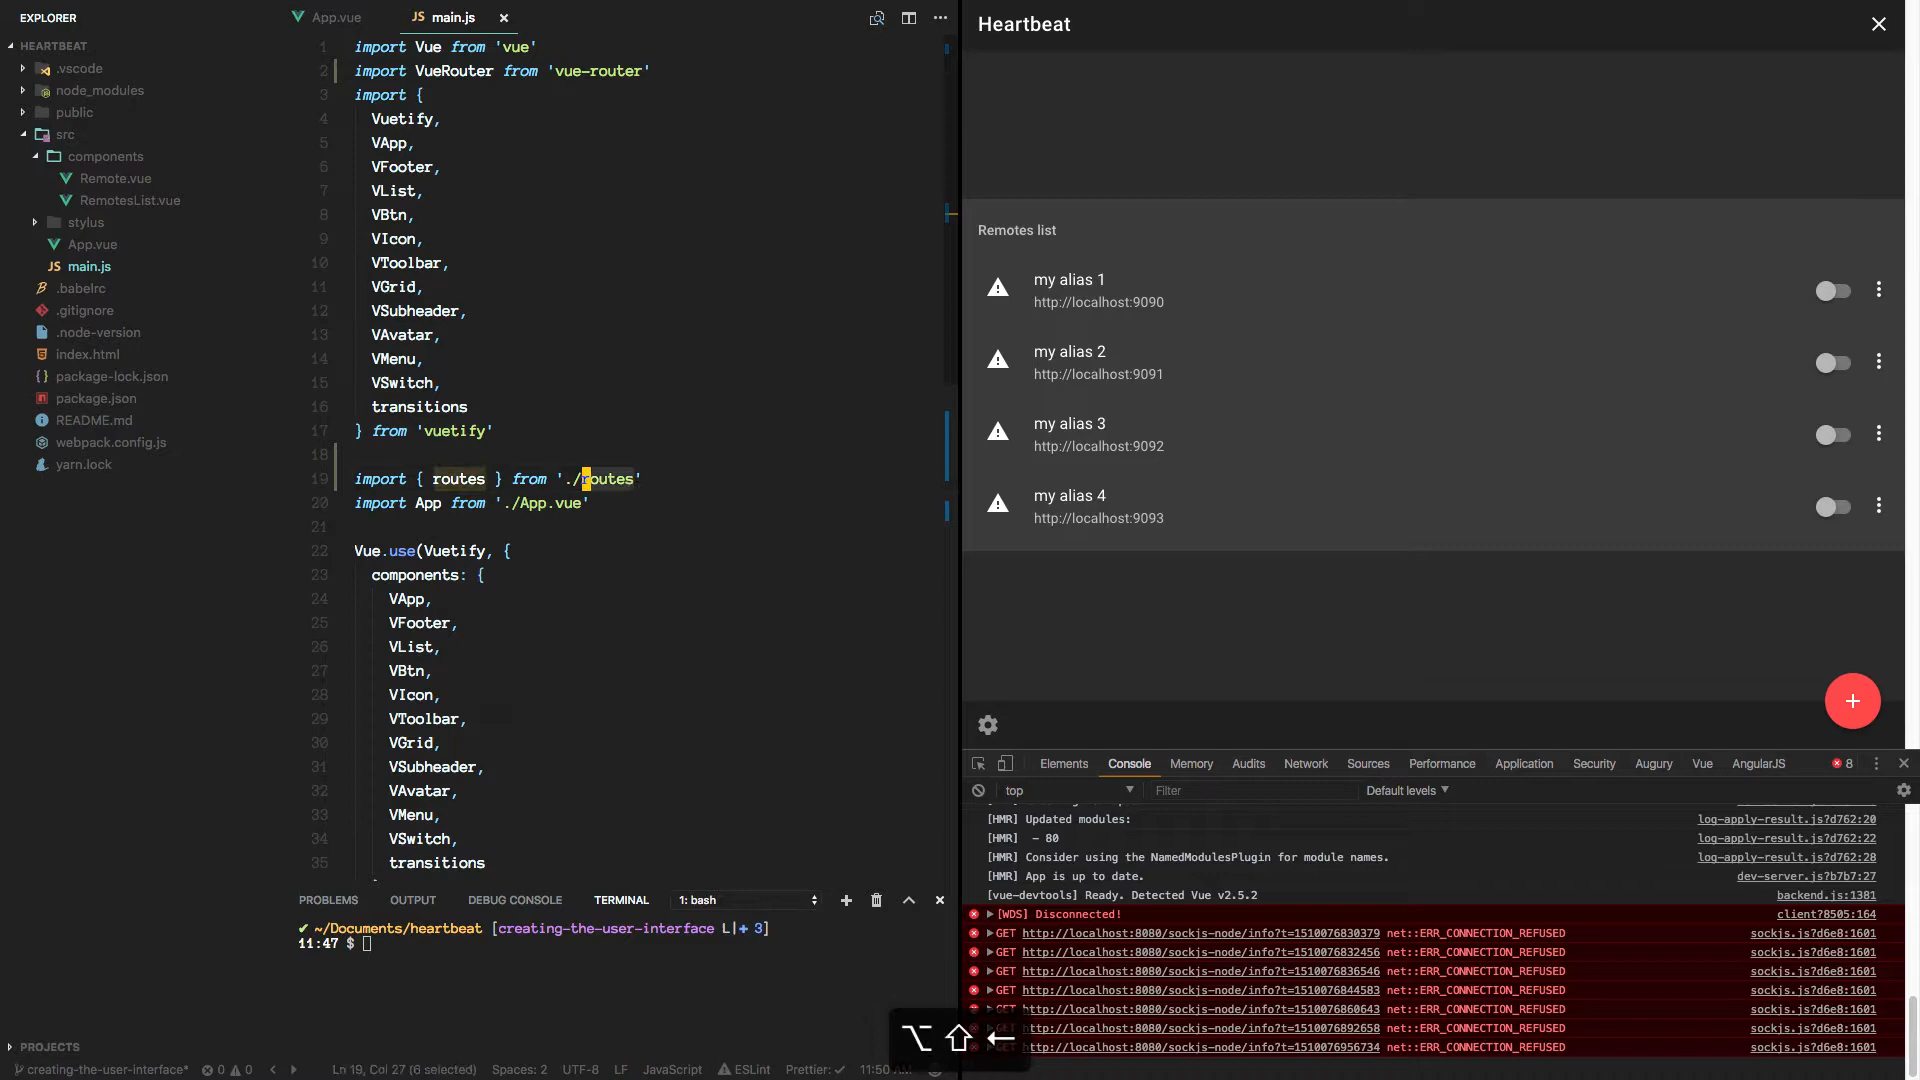 EXPLORER
HEARTBEAT
.vscode
node_modules
public
src
components
Remote.vue
RemotesList.vue
stylus
App.vue
JS main.js
.babelrc
.gitignore
.node-version
index.html
package-lock.json
package.json
README.md
webpack.config.js
yarn.lock
PROJECTS
App.vue
JS main.js
1 import Vue from 'vue'
2 import VueRouter from 'vue-router'
3 import {
4 Vuetify,
5 VApp,
6 VFooter,
7 VList,
8 VBtn,
9 VIcon,
10 VToolbar,
11 VGrid,
12 VSubheader,
13 VAvatar,
14 VMenu,
15 VSwitch,
16 transitions
17 } from 'vuetify'
18
19 import { routes } from './routes'
20 import App from './App.vue'
21
22 Vue.use(Vuetify, {
23 components: {
24 VApp,
25 VFooter,
26 VList,
27 VBtn,
28 VIcon,
29 VToolbar,
30 VGrid,
31 VSubheader,
32 VAvatar,
33 VMenu,
34 VSwitch,
35 transitions
PROBLEMS OUTPUT DEBUG CONSOLE TERMINAL 1: bash
✔ ~/Documents/heartbeat [creating-the-user-interface L|✚ 3]
11:47 $
creating-the-user-interface* 0 0 Ln 19, Col 27 (6 selected) Spaces: 2 UTF-8 LF JavaScript ESLint Prettier: ✓ 11:50
⌥ ⇧ ←
Heartbeat
Remotes list
my alias 1
http://localhost:9090
my alias 2
http://localhost:9091
my alias 3
http://localhost:9092
my alias 4
http://localhost:9093
Elements Console Memory Audits Network Sources Performance Application Security Augury Vue AngularJS 8
top Filter Default levels
[HMR] Updated modules: log-apply-result.js?d762:20
[HMR] - 80 log-apply-result.js?d762:22
[HMR] Consider using the NamedModulesPlugin for module names. log-apply-result.js?d762:28
[HMR] App is up to date. dev-server.js?b7b7:27
[vue-devtools] Ready. Detected Vue v2.5.2 backend.js:1381
[WDS] Disconnected! client?8505:164
GET http://localhost:8080/sockjs-node/info?t=1510076830379 net::ERR_CONNECTION_REFUSED sockjs.js?d6e8:1601
GET http://localhost:8080/sockjs-node/info?t=1510076832456 net::ERR_CONNECTION_REFUSED sockjs.js?d6e8:1601
GET http://localhost:8080/sockjs-node/info?t=1510076836546 net::ERR_CONNECTION_REFUSED sockjs.js?d6e8:1601
GET http://localhost:8080/sockjs-node/info?t=1510076844583 net::ERR_CONNECTION_REFUSED sockjs.js?d6e8:1601
GET http://localhost:8080/sockjs-node/info?t=1510076860643 net::ERR_CONNECTION_REFUSED sockjs.js?d6e8:1601
GET http://localhost:8080/sockjs-node/info?t=1510076892658 net::ERR_CONNECTION_REFUSED sockjs.js?d6e8:1601
GET http://localhost:8080/sockjs-node/info?t=1510076956734 net::ERR_CONNECTION_REFUSED sockjs.js?d6e8:1601